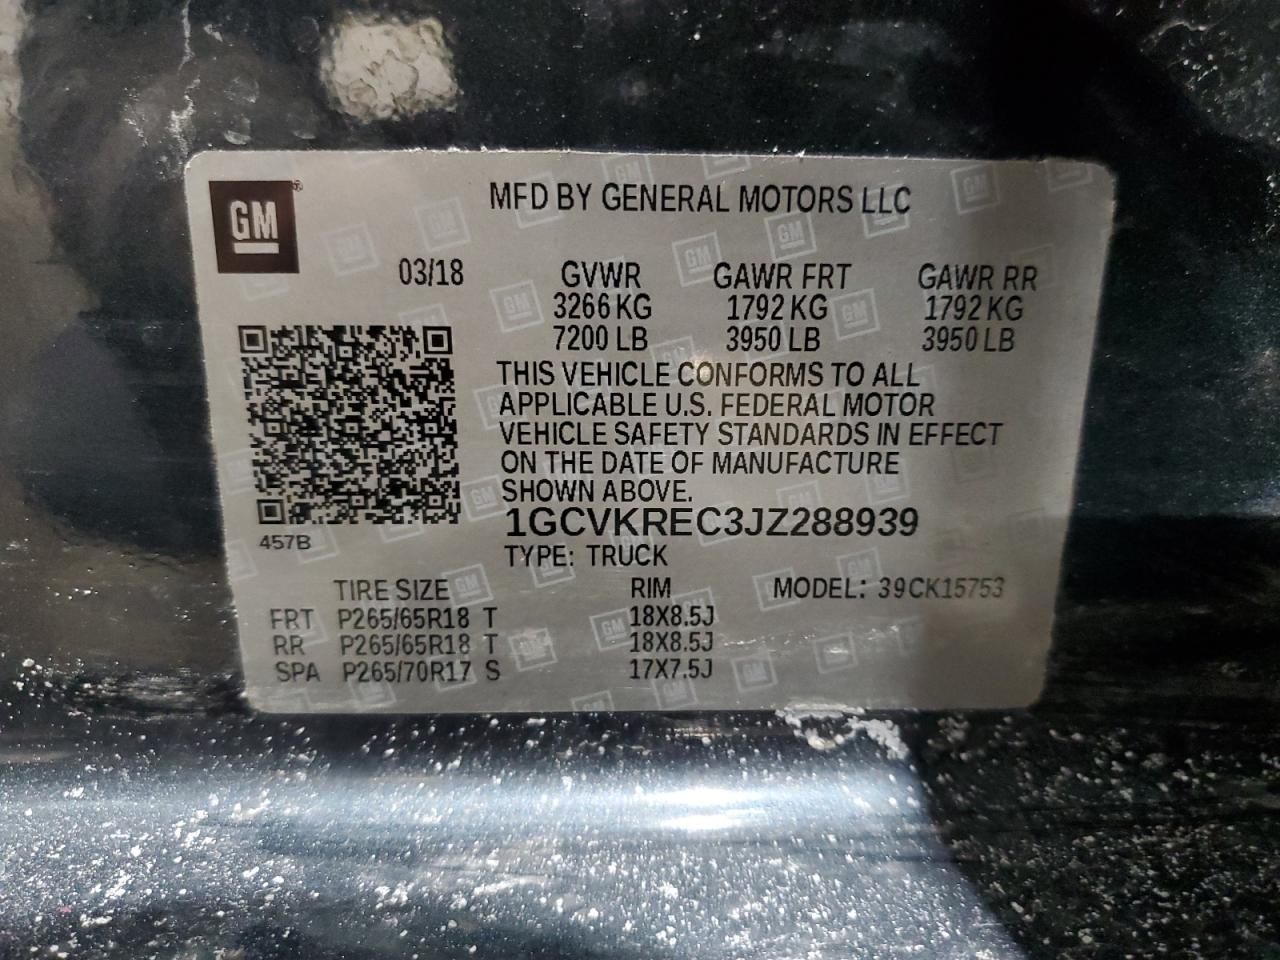 GM
MFD BY GENERAL MOTORS LLC
03/18 GVWR GAWR FRT GAWR RR
3266 KG 1792 KG 1792 KG
7200 LB 3950 LB 3950 LB
THIS VEHICLE CONFORMS TO ALL
APPLICABLE U.S. FEDERAL MOTOR
VEHICLE SAFETY STANDARDS IN EFFECT
ON THE DATE OF MANUFACTURE
SHOWN ABOVE.
1GCVKREC3JZ288939
457B
TYPE: TRUCK
TIRE SIZE RIM MODEL: 39CK15753
FRT P265/65R18 T 18X8.5J
RR P265/65R18 T 18X8.5J
SPA P265/70R17 S 17X7.5J